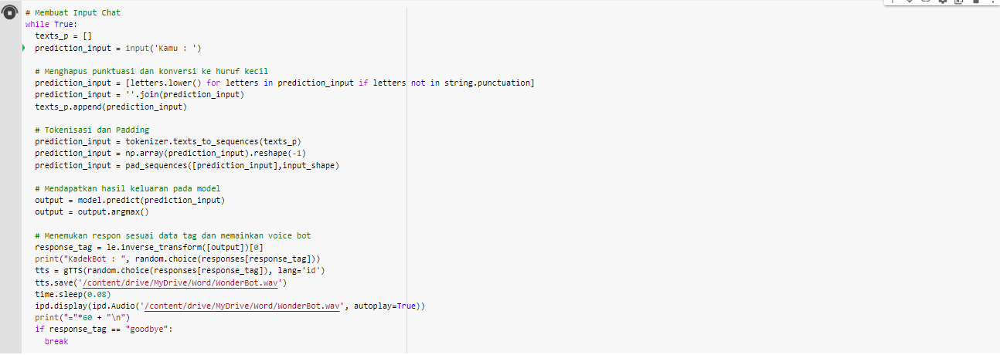 # Membuat Input Chat
while True:
  texts_p = []
  prediction_input = input('Kamu : ')

  # Menghapus punktuasi dan konversi ke huruf kecil
  prediction_input = [letters.lower() for letters in prediction_input if letters not in string.punctuation]
  prediction_input = ''.join(prediction_input)
  texts_p.append(prediction_input)

  # Tokenisasi dan Padding
  prediction_input = tokenizer.texts_to_sequences(texts_p)
  prediction_input = np.array(prediction_input).reshape(-1)
  prediction_input = pad_sequences([prediction_input],input_shape)

  # Mendapatkan hasil keluaran pada model
  output = model.predict(prediction_input)
  output = output.argmax()

  # Menemukan respon sesuai data tag dan memainkan voice bot
  response_tag = le.inverse_transform([output])[0]
  print("KadekBot : ", random.choice(responses[response_tag]))
  tts = gTTS(random.choice(responses[response_tag]), lang='id')
  tts.save('/content/drive/MyDrive/Word/WonderBot.wav')
  time.sleep(0.08)
  ipd.display(ipd.Audio('/content/drive/MyDrive/Word/WonderBot.wav', autoplay=True))
  print("="*60 + "\n")
  if response_tag == "goodbye":
    break